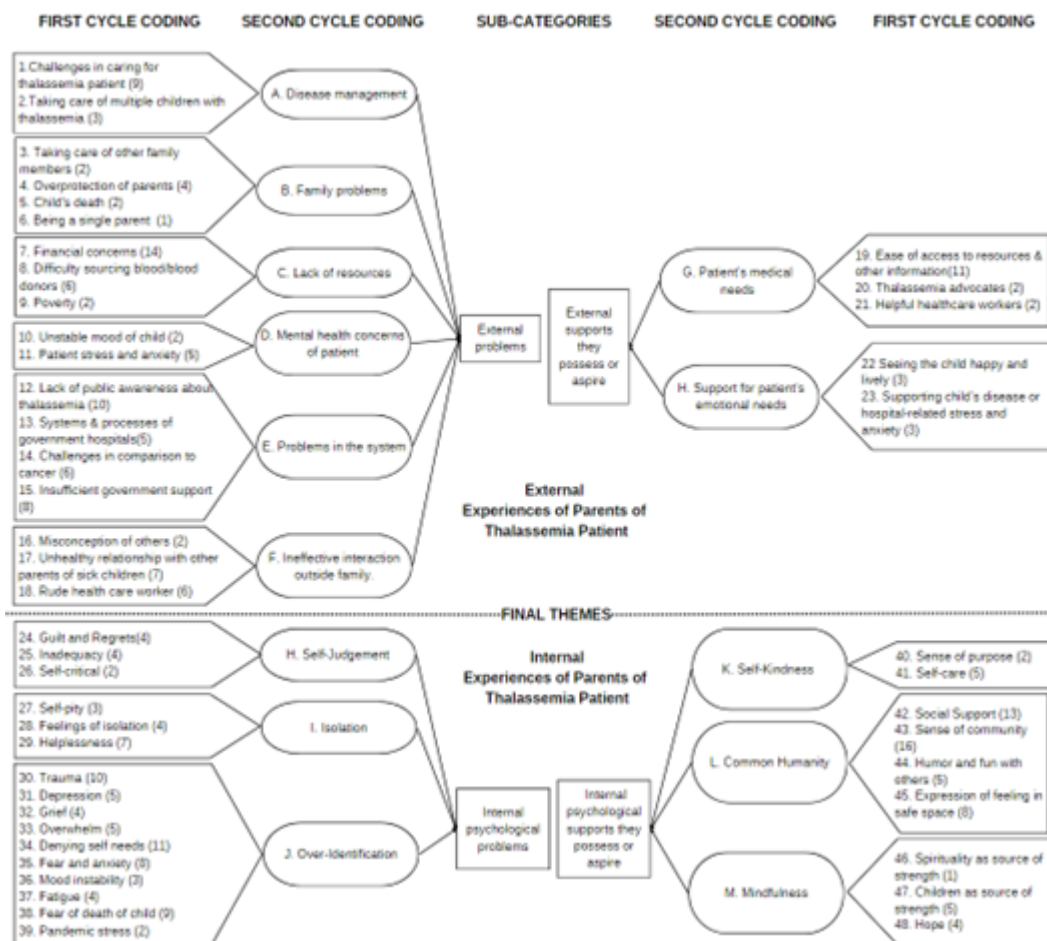 FIRST CYCLE CODING
SECOND CYCLE CODING
SUB-CATEGORIES
SECOND CYCLE CODING
FIRST CYCLE CODING
1.Challenges in caring for
thalassemia patient (9)
2.Taking care of multiple children with
thalassemia (3)
A. Disease management
3. Taking care of other family
members (2)
4. Overprotection of parents (4)
5. Child's death (2)
6. Being a single parent (1)
B. Family problems
7. Financial concerns (14)
8. Difficulty sourcing blood/blood
donors (6)
9. Poverty (2)
C. Lack of resources
10. Unstable mood of child (2)
11. Patient stress and anxiety (5)
D. Mental health concerns
of patient
12. Lack of public awareness about
thalassemia (10)
13. Systems & processes of
government hospitals(5)
14. Challenges in comparison to
cancer (6)
15. Insufficient government support
(8)
E. Problems in the system
16. Misconception of others (2)
17. Unhealthy relationship with other
parents of sick children (7)
18. Rude health care worker (6)
F. Ineffective interaction
outside family.
External
problems
External
supports
they
possess or
aspire
G. Patient's medical
needs
19. Ease of access to resources &
other information(11)
20. Thalassemia advocates (2)
21. Helpful healthcare workers (2)
H. Support for patient's
emotional needs
22 Seeing the child happy and
lively (3)
23. Supporting child's disease or
hospital-related stress and
anxiety (3)
External
Experiences of Parents of
Thalassemia Patient
FINAL THEMES
Internal
Experiences of Parents of
Thalassemia Patient
24. Guilt and Regrets(4)
25. Inadequacy (4)
26. Self-critical (2)
H. Self-Judgement
27. Self-pity (3)
28. Feelings of isolation (4)
29. Helplessness (7)
I. Isolation
30. Trauma (10)
31. Depression (5)
32. Grief (4)
33. Overwhelm (5)
34. Denying self needs (11)
35. Fear and anxiety (8)
36. Mood instability (3)
37. Fatigue (4)
38. Fear of death of child (9)
39. Pandemic stress (2)
J. Over-Identification
Internal
psychological
problems
Internal
psychological
supports they
possess or
aspire
K. Self-Kindness
40. Sense of purpose (2)
41. Self-care (5)
L. Common Humanity
42. Social Support (13)
43. Sense of community
(16)
44. Humor and fun with
others (5)
45. Expression of feeling in
safe space (8)
M. Mindfulness
46. Spirituality as source of
strength (1)
47. Children as source of
strength (5)
48. Hope (4)